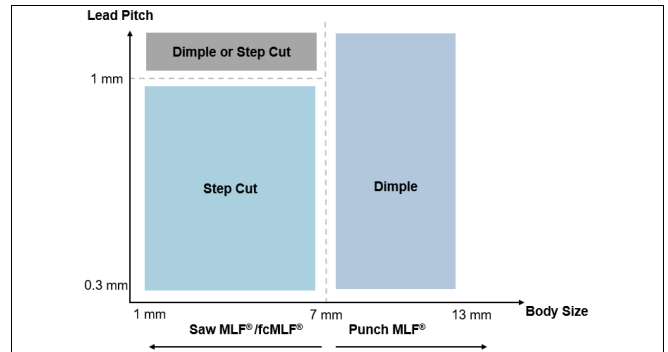 Lead Pitch
Dimple or Step Cut
1 mm
Step Cut
Dimple
0.3 mm
1 mm
7 mm
13 mm
Body Size
Saw MLF®/fcMLF®
Punch MLF®